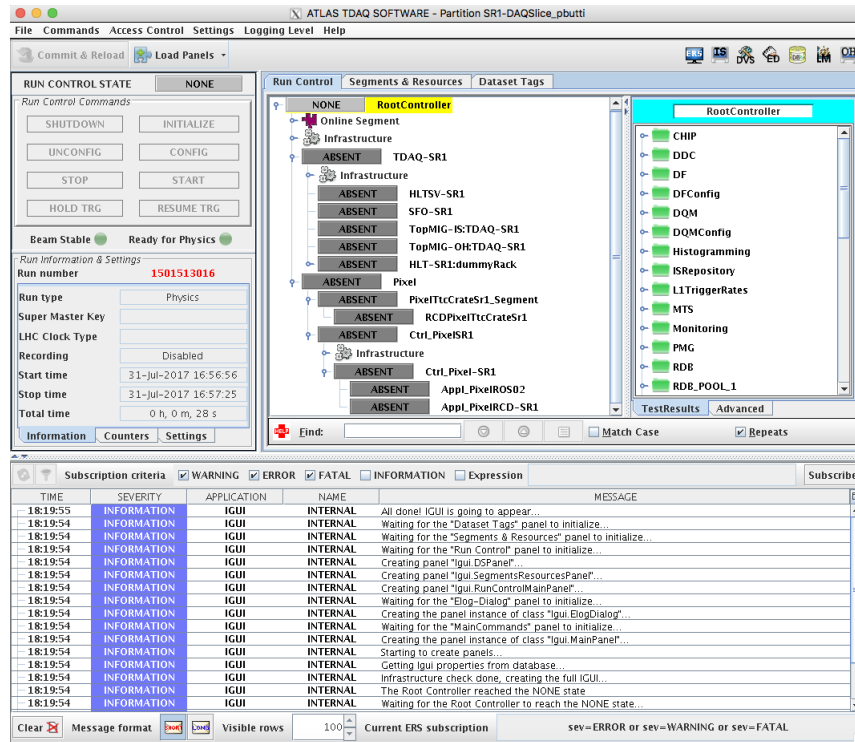 ATLAS TDAQ SOFTWARE - Partition SR1-DAQSlice_pbutti
File Commands Access Control Settings Logging Level Help
Commit & Reload Load Panels
ERS IS DVS ED LM OH
RUN CONTROL STATE NONE
Run Control Commands
SHUTDOWN INITIALIZE
UNCONFIG CONFIG
STOP START
HOLD TRG RESUME TRG
Beam Stable Ready for Physics
Run Information & Settings
Run number 1501513016
Run type Physics
Super Master Key
LHC Clock Type
Recording Disabled
Start time 31-Jul-2017 16:56:56
Stop time 31-Jul-2017 16:57:25
Total time 0 h, 0 m, 28 s
Information Counters Settings
Run Control Segments & Resources Dataset Tags
NONE RootController
Online Segment
Infrastructure
ABSENT TDAQ-SR1
Infrastructure
ABSENT HLTSV-SR1
ABSENT SFO-SR1
ABSENT TopMIG-IS:TDAQ-SR1
ABSENT TopMIG-OH:TDAQ-SR1
ABSENT HLT-SR1:dummyRack
ABSENT Pixel
ABSENT PixelTtcCrateSr1_Segment
ABSENT RCDPixelTtcCrateSr1
ABSENT Ctrl_PixelSR1
Infrastructure
ABSENT Ctrl_Pixel-SR1
ABSENT Appl_PixelROS02
ABSENT Appl_PixelRCD-SR1
RootController
CHIP
DDC
DF
DFConfig
DQM
DQMConfig
Histogramming
ISRepository
L1TriggerRates
MTS
Monitoring
PMG
RDB
RDB_POOL_1
TestResults Advanced
HELP Find: Match Case Repeats
Subscription criteria WARNING ERROR FATAL INFORMATION Expression Subscribe
TIME SEVERITY APPLICATION NAME MESSAGE
18:19:55 INFORMATION IGUI INTERNAL All done! IGUI is going to appear...
18:19:54 INFORMATION IGUI INTERNAL Waiting for the "Dataset Tags" panel to initialize...
18:19:54 INFORMATION IGUI INTERNAL Waiting for the "Segments & Resources" panel to initialize...
18:19:54 INFORMATION IGUI INTERNAL Waiting for the "Run Control" panel to initialize...
18:19:54 INFORMATION IGUI INTERNAL Creating panel "Igui.DSPanel"...
18:19:54 INFORMATION IGUI INTERNAL Creating panel "Igui.SegmentsResourcesPanel"...
18:19:54 INFORMATION IGUI INTERNAL Creating panel "Igui.RunControlMainPanel"...
18:19:54 INFORMATION IGUI INTERNAL Waiting for the "Elog-Dialog" panel to initialize...
18:19:54 INFORMATION IGUI INTERNAL Creating the panel instance of class "Igui.ElogDialog"...
18:19:54 INFORMATION IGUI INTERNAL Waiting for the "MainCommands" panel to initialize...
18:19:54 INFORMATION IGUI INTERNAL Creating the panel instance of class "Igui.MainPanel"...
18:19:54 INFORMATION IGUI INTERNAL Starting to create panels...
18:19:54 INFORMATION IGUI INTERNAL Getting Igui properties from database...
18:19:54 INFORMATION IGUI INTERNAL Infrastructure check done, creating the full IGUI...
18:19:54 INFORMATION IGUI INTERNAL The Root Controller reached the NONE state
18:19:54 INFORMATION IGUI INTERNAL Waiting for the Root Controller to reach the NONE state...
Clear Message format SHORT LONG Visible rows 100 Current ERS subscription sev=ERROR or sev=WARNING or sev=FATAL